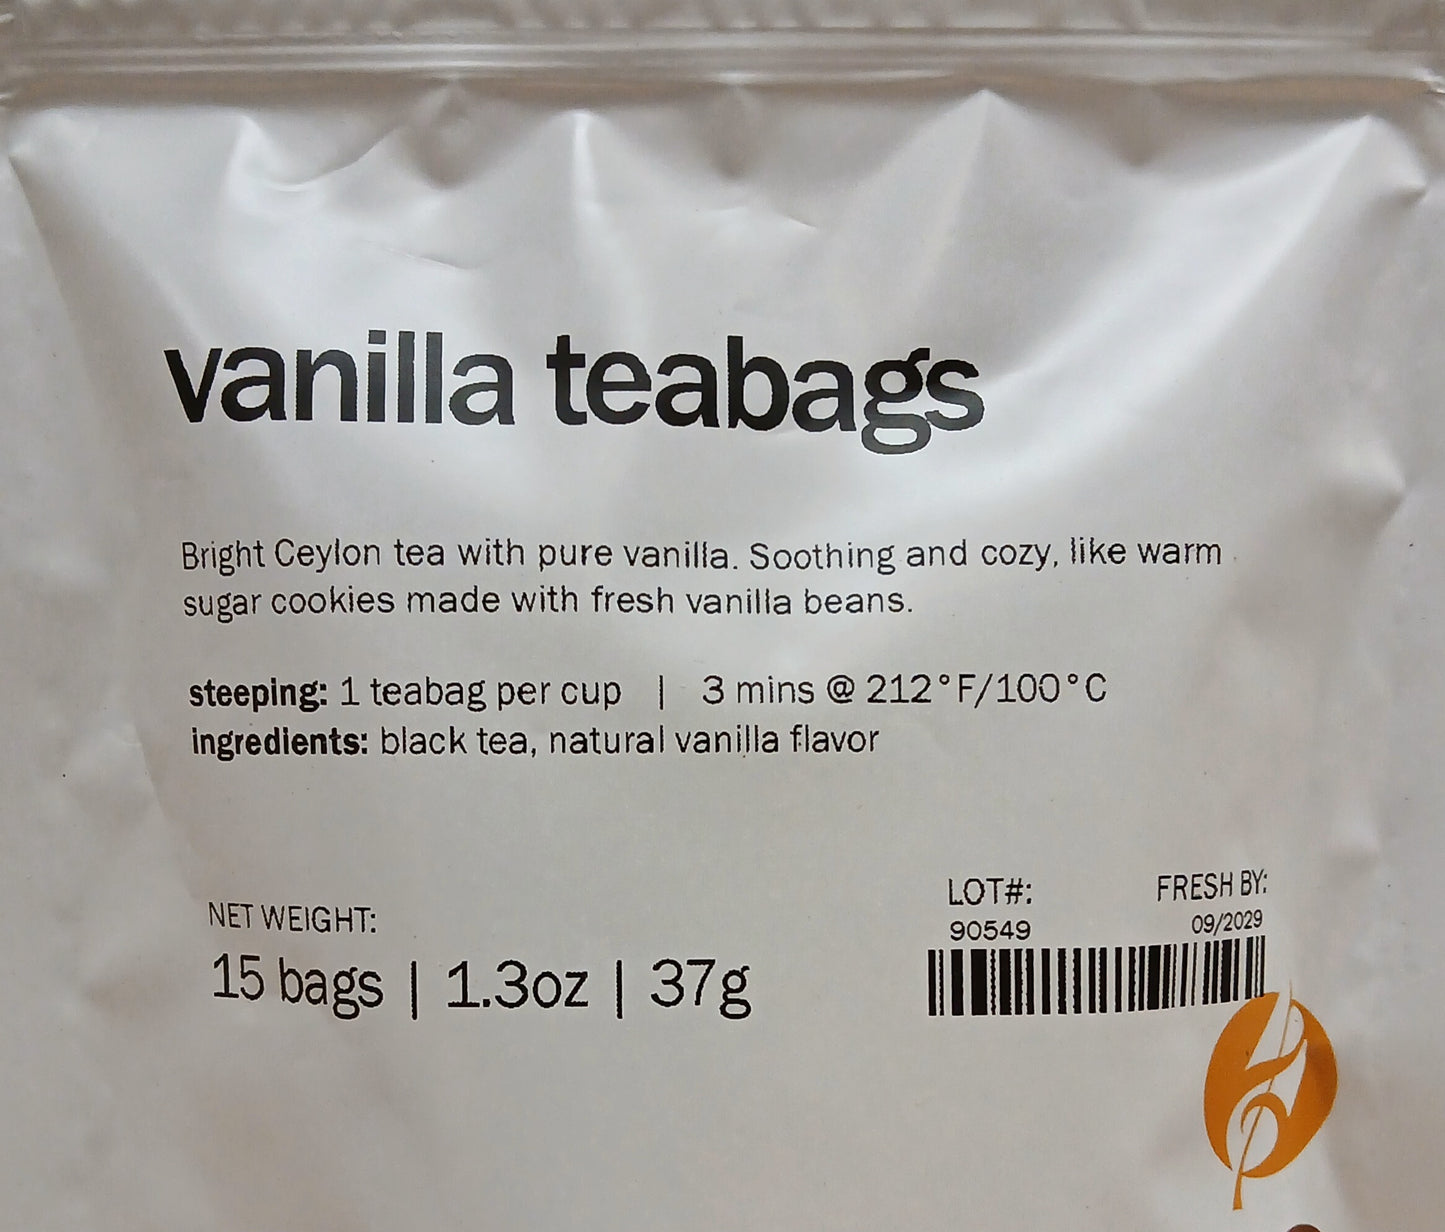 vanilla teabags
Bright Ceylon tea with pure vanilla. Soothing and cozy, like warm
sugar cookies made with fresh vanilla beans.
steeping: 1 teabag per cup | 3 mins @ 212°F/100°C
ingredients: black tea, natural vanilla flavor
NET WEIGHT:
15 bags | 1.3oz | 37g
LOT#:
90549
FRESH BY:
09/2029